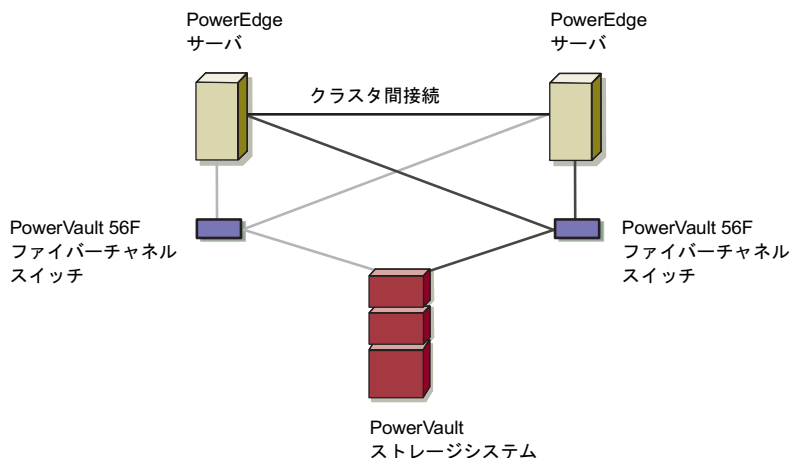 PowerEdge
サーバ
PowerEdge
サーバ
クラスタ間接続
PowerVault 56F
ファイバーチャネル
スイッチ
PowerVault 56F
ファイバーチャネル
スイッチ
PowerVault
ストレージシステム